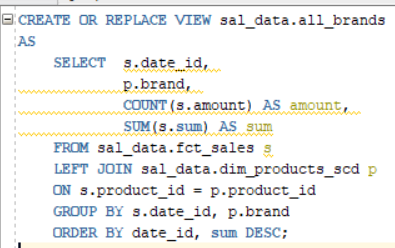 CREATE OR REPLACE VIEW sal_data.all_brands
AS
SELECT s.date_id,
p.brand,
COUNT(s.amount) AS amount,
SUM(s.sum) AS sum
FROM sal_data.fct_sales s
LEFT JOIN sal_data.dim_products_scd p
ON s.product_id = p.product_id
GROUP BY s.date_id, p.brand
ORDER BY date_id, sum DESC;